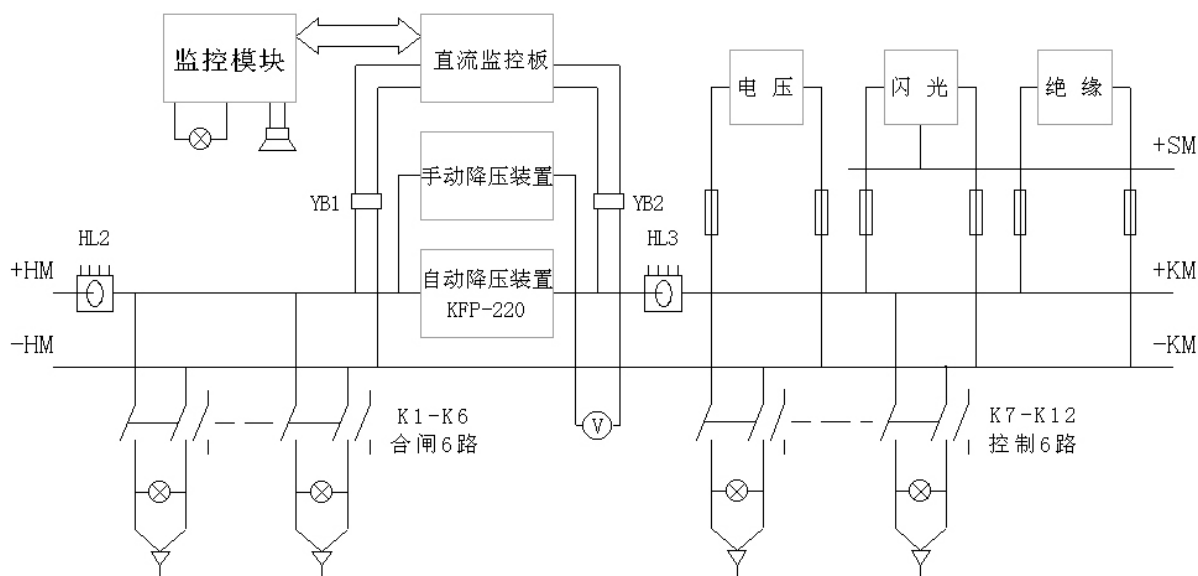 监控模块
直流监控板
电压
闪光
绝缘
+SM
手动降压装置
YB1
YB2
HL2
HL3
+HM
自动降压装置
KFP-220
+KM
-HM
-KM
K1-K6
合闸6路
V
K7-K12
控制6路